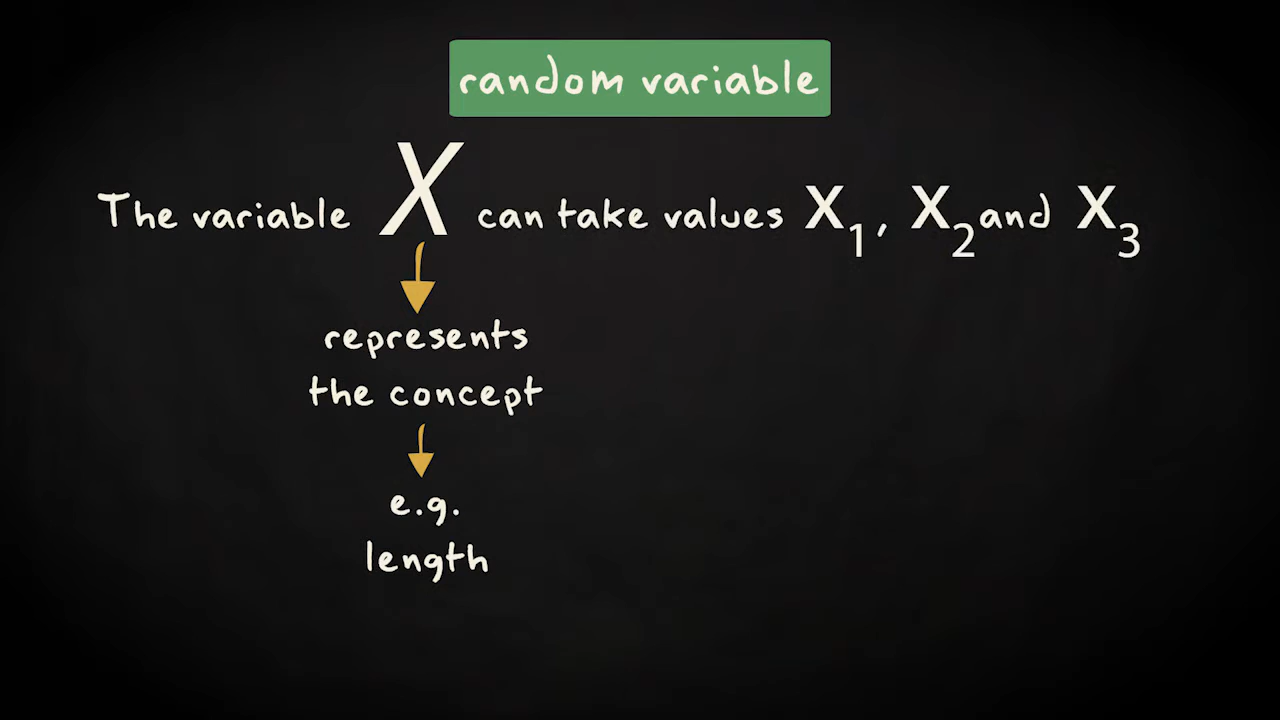 random variable
The variable X can take values x₁, x₂ and x₃
represents
the concept
e.g.
length